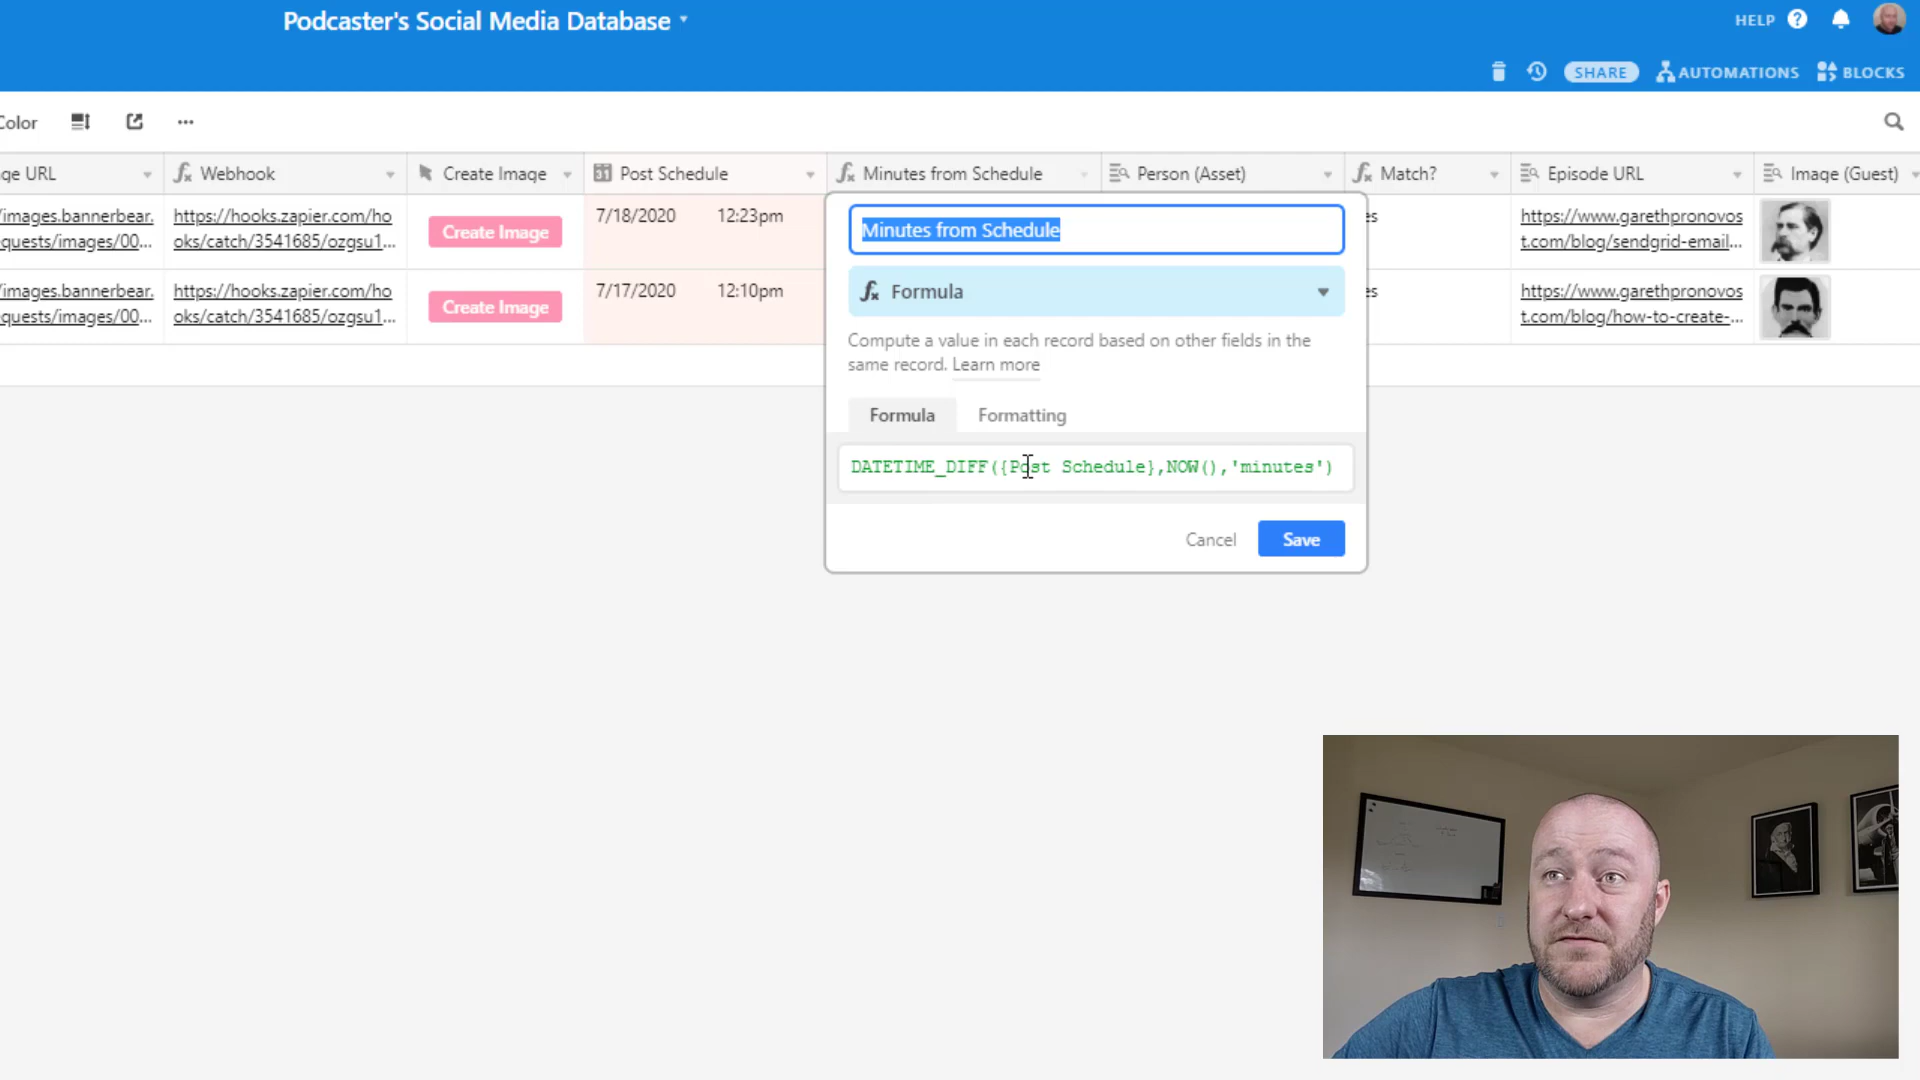 Podcaster's Social Media Database
HELP
SHARE
AUTOMATIONS
BLOCKS
Color
ge URL
Webhook
Create Image
Post Schedule
Minutes from Schedule
Person (Asset)
Match?
Episode URL
Image (Guest)
/images.bannerbear.
quests/images/00...
https://hooks.zapier.com/ho
oks/catch/3541685/ozgsu1...
Create Image
7/18/2020 12:23pm
es
https://www.garethpronovos
t.com/blog/sendgrid-email...
/images.bannerbear.
quests/images/00...
https://hooks.zapier.com/ho
oks/catch/3541685/ozgsu1...
Create Image
7/17/2020 12:10pm
es
https://www.garethpronovos
t.com/blog/how-to-create-...
Minutes from Schedule
Formula
Compute a value in each record based on other fields in the
same record. Learn more
Formula
Formatting
DATETIME_DIFF({Post Schedule},NOW(),'minutes')
Cancel
Save